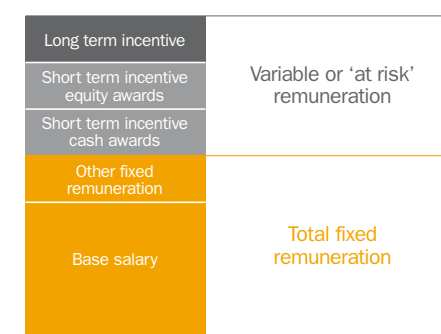 Long term incentive
Short term incentive
equity awards
Short term incentive
cash awards
Variable or ‘at risk’
remuneration
Other fixed
remuneration
Base salary
Total fixed
remuneration